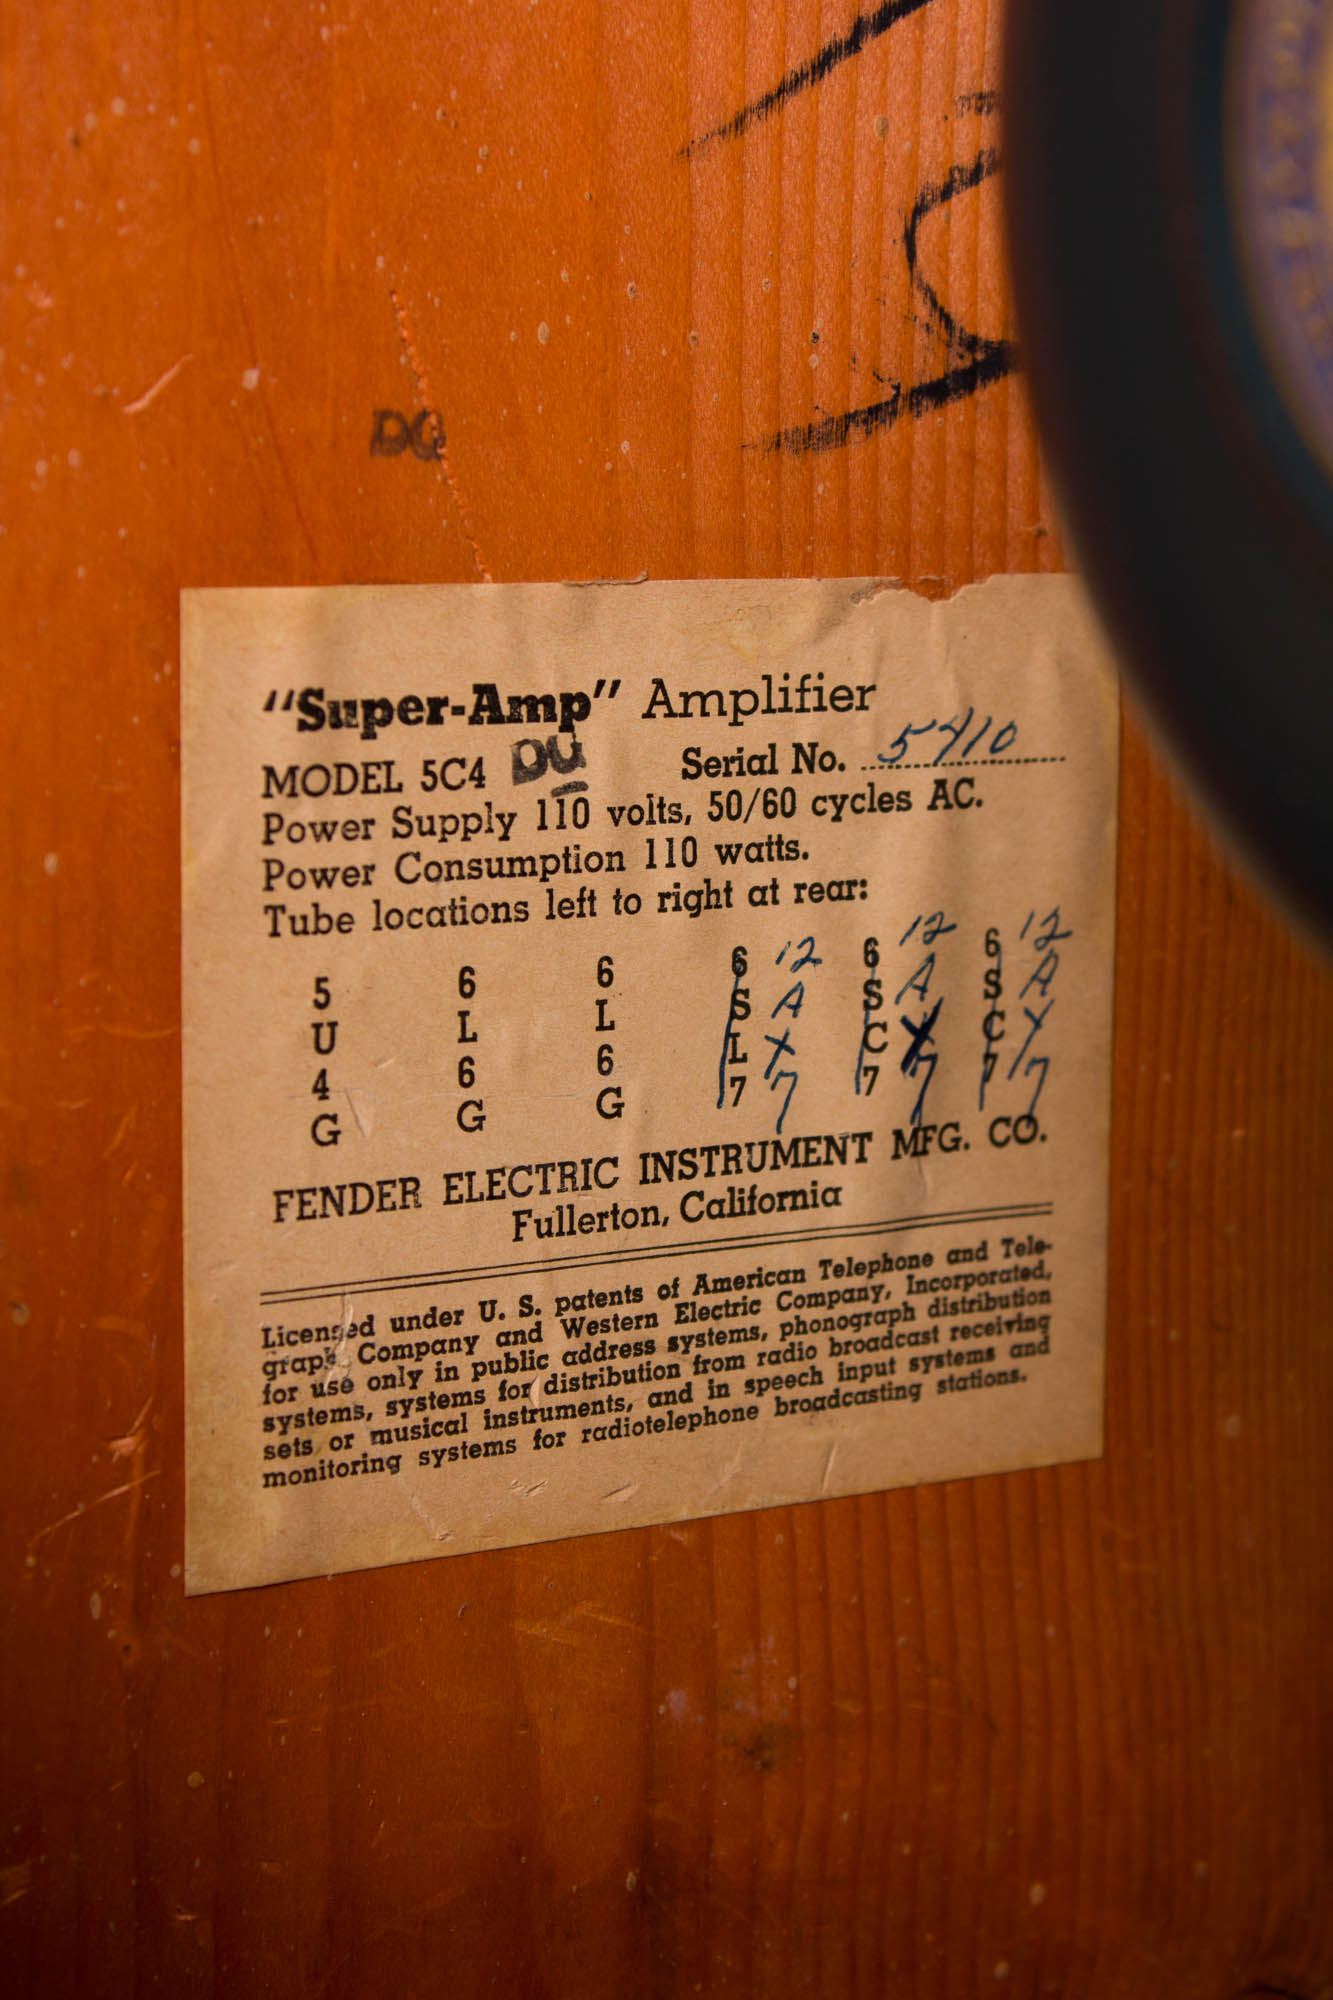 DQ
"Super-Amp" Amplifier
MODEL 5C4 DQ Serial No. 5410
Power Supply 110 volts, 50/60 cycles AC.
Power Consumption 110 watts.
Tube locations left to right at rear:
5 6 6 6 12 6 12 6 12
U L L S A S A S A
4 6 6 L X C Y C Y
G G G 7 7 7 7 7 7
FENDER ELECTRIC INSTRUMENT MFG. CO.
Fullerton, California
Licensed under U. S. patents of American Telephone and Tele-
graph Company and Western Electric Company, Incorporated,
for use only in public address systems, phonograph distribution
systems, systems for distribution from radio broadcast receiving
sets or musical instruments, and in speech input systems and
monitoring systems for radiotelephone broadcasting stations.